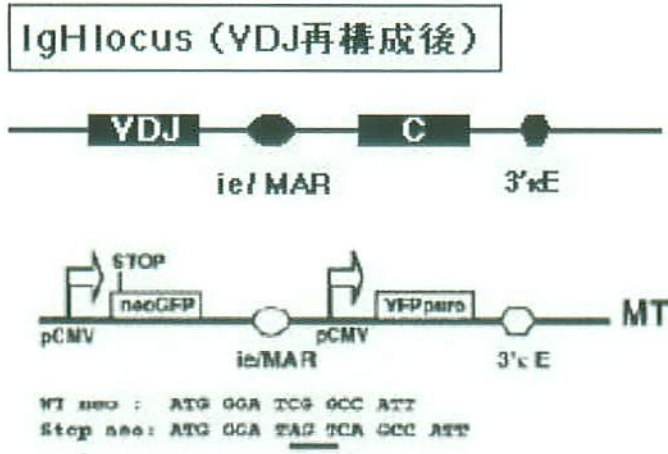 IgH locus (VDJ再構成後)
VDJ C
ie/MAR 3'κE
STOP
neoGFP YFPpuro MT
pCMV pCMV
ie/MAR 3'κE
WT neo : ATG GGA TCG GCC ATT
Stop neo: ATG GGA TAG TCA GCC ATT